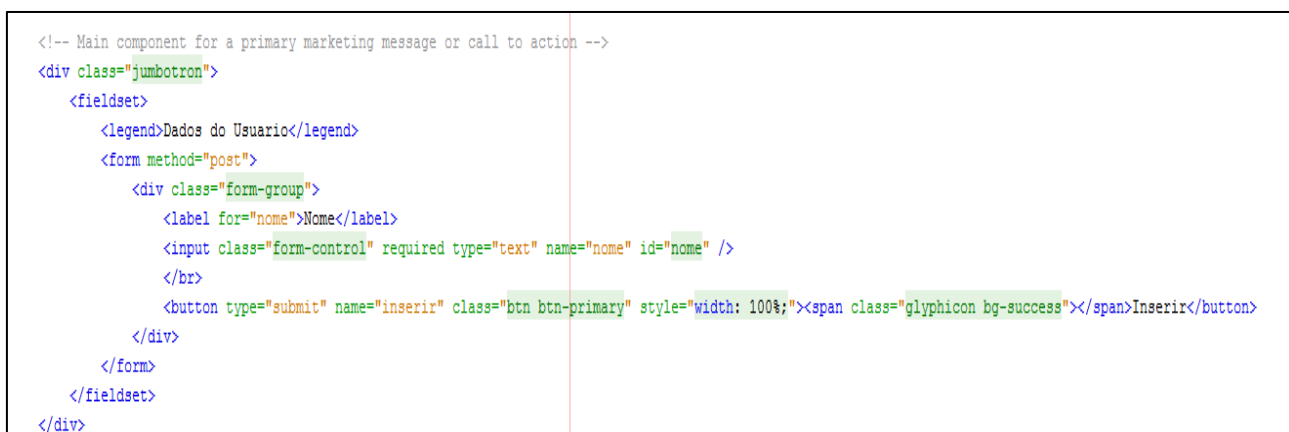 <!-- Main component for a primary marketing message or call to action -->
<div class="jumbotron">
<fieldset>
<legend>Dados do Usuario</legend>
<form method="post">
<div class="form-group">
<label for="nome">Nome</label>
<input class="form-control" required type="text" name="nome" id="nome" />
</br>
<button type="submit" name="inserir" class="btn btn-primary" style="width: 100%;"><span class="glyphicon bg-success"></span>Inserir</button>
</div>
</form>
</fieldset>
</div>